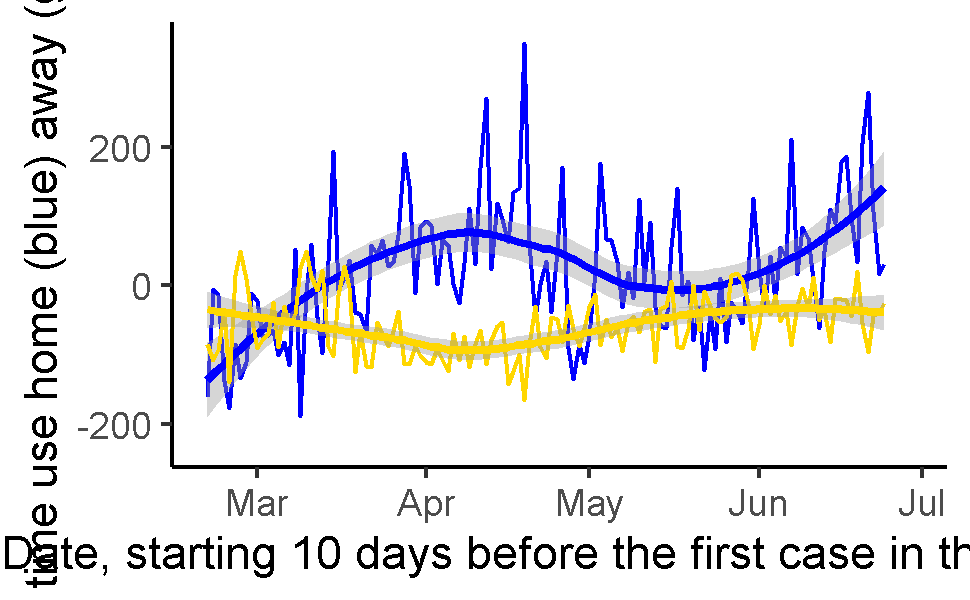 time use home (blue) away (
200
0
-200
Mar Apr May Jun Jul
Date, starting 10 days before the first case in th